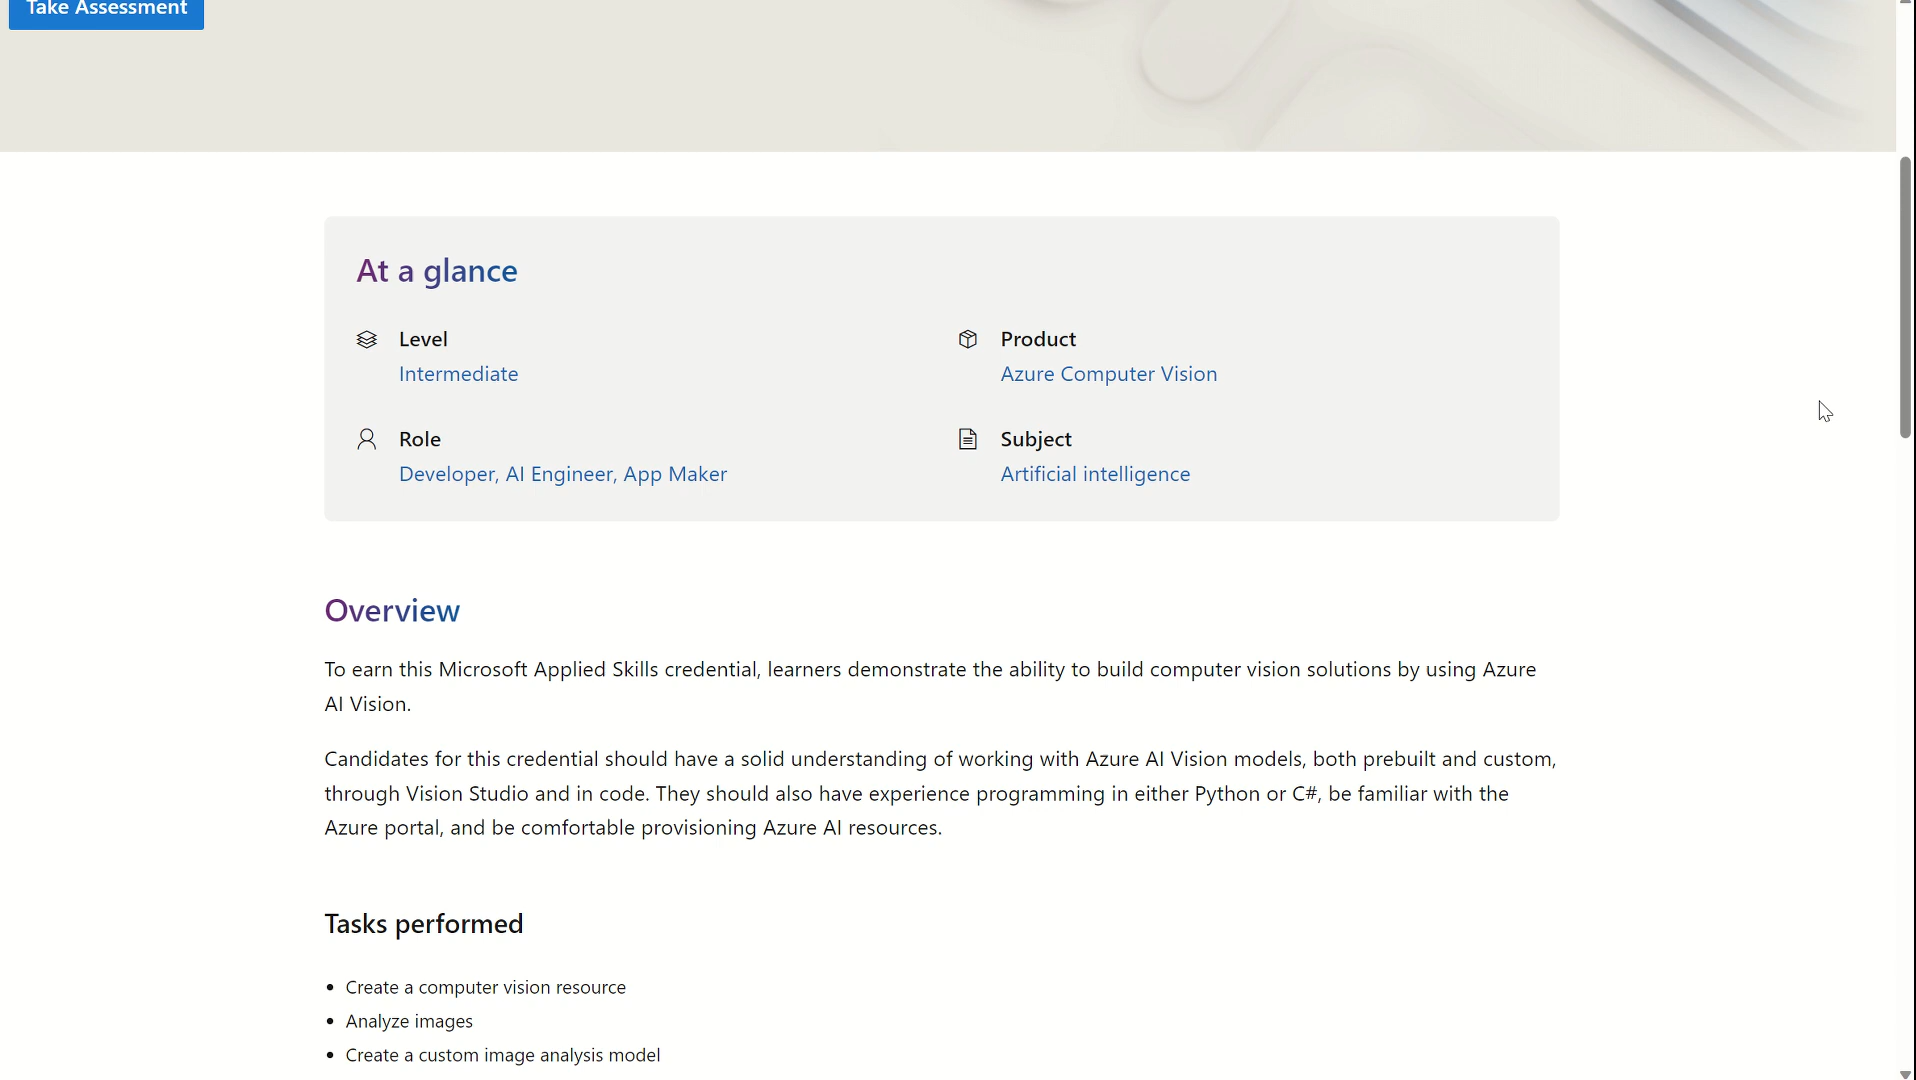 Take Assessment
At a glance
Level
Intermediate
Product
Azure Computer Vision
Role
Developer, AI Engineer, App Maker
Subject
Artificial intelligence
Overview
To earn this Microsoft Applied Skills credential, learners demonstrate the ability to build computer vision solutions by using Azure
AI Vision.
Candidates for this credential should have a solid understanding of working with Azure AI Vision models, both prebuilt and custom,
through Vision Studio and in code. They should also have experience programming in either Python or C#, be familiar with the
Azure portal, and be comfortable provisioning Azure AI resources.
Tasks performed
• Create a computer vision resource
• Analyze images
• Create a custom image analysis model